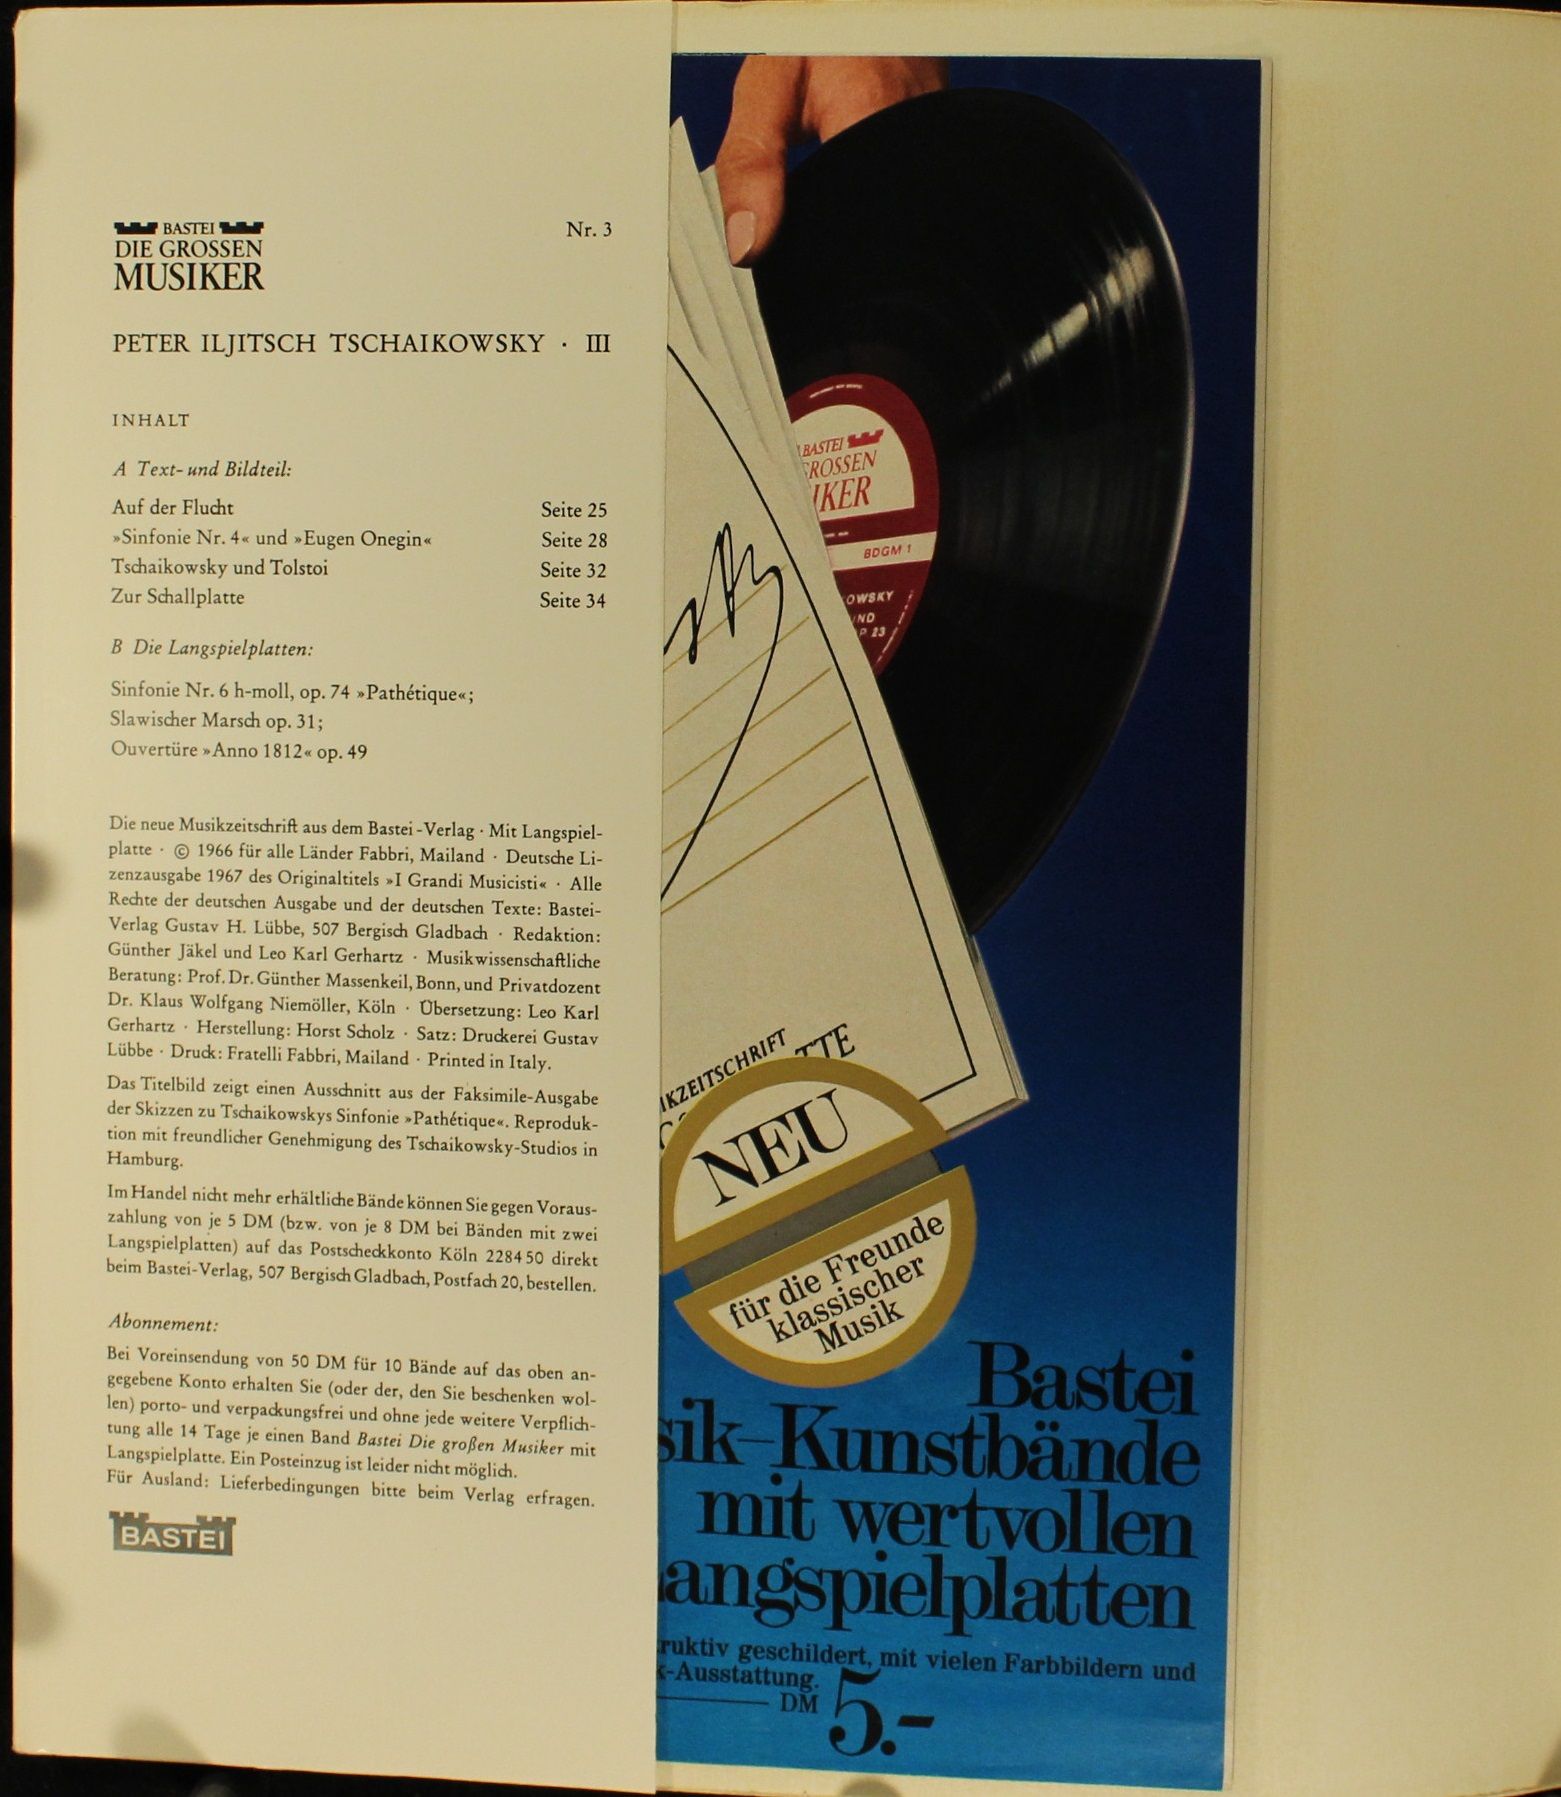 BASTEI
DIE GROSSEN
MUSIKER
Nr. 3
PETER ILJITSCH TSCHAIKOWSKY · III
INHALT
A Text- und Bildteil:
Auf der Flucht Seite 25
»Sinfonie Nr. 4« und »Eugen Onegin« Seite 28
Tschaikowsky und Tolstoi Seite 32
Zur Schallplatte Seite 34
B Die Langspielplatten:
Sinfonie Nr. 6 h-moll, op. 74 »Pathétique«;
Slawischer Marsch op. 31;
Ouvertüre »Anno 1812« op. 49
Die neue Musikzeitschrift aus dem Bastei-Verlag · Mit Langspiel-
platte · © 1966 für alle Länder Fabbri, Mailand · Deutsche Li-
zenzausgabe 1967 des Originaltitels »I Grandi Musicisti« · Alle
Rechte der deutschen Ausgabe und der deutschen Texte: Bastei-
Verlag Gustav H. Lübbe, 507 Bergisch Gladbach · Redaktion:
Günther Jäkel und Leo Karl Gerhartz · Musikwissenschaftliche
Beratung: Prof. Dr. Günther Massenkeil, Bonn, und Privatdozent
Dr. Klaus Wolfgang Niemöller, Köln · Übersetzung: Leo Karl
Gerhartz · Herstellung: Horst Scholz · Satz: Druckerei Gustav
Lübbe · Druck: Fratelli Fabbri, Mailand · Printed in Italy.
Das Titelbild zeigt einen Ausschnitt aus der Faksimile-Ausgabe
der Skizzen zu Tschaikowskys Sinfonie »Pathétique«. Reproduk-
tion mit freundlicher Genehmigung des Tschaikowsky-Studios in
Hamburg.
Im Handel nicht mehr erhältliche Bände können Sie gegen Voraus-
zahlung von je 5 DM (bzw. von je 8 DM bei Bänden mit zwei
Langspielplatten) auf das Postscheckkonto Köln 228450 direkt
beim Bastei-Verlag, 507 Bergisch Gladbach, Postfach 20, bestellen.
Abonnement:
Bei Voreinsendung von 50 DM für 10 Bände auf das oben an-
gegebene Konto erhalten Sie (oder der, den Sie beschenken wol-
len) porto- und verpackungsfrei und ohne jede weitere Verpflich-
tung alle 14 Tage je einen Band Bastei Die großen Musiker mit
Langspielplatte. Ein Posteinzug ist leider nicht möglich.
Für Ausland: Lieferbedingungen bitte beim Verlag erfragen.
BASTEI
BASTEI
ROSSEN
IKER
BDGM 1
OWSKY
ND
P 23
IKZEITSCHRIFT
TTE
NEU
für die Freunde
klassischer
Musik
Bastei
sik-Kunstbände
mit wertvollen
angspielplatten
ruktiv geschildert, mit vielen Farbbildern und
k-Ausstattung.
DM 5.-